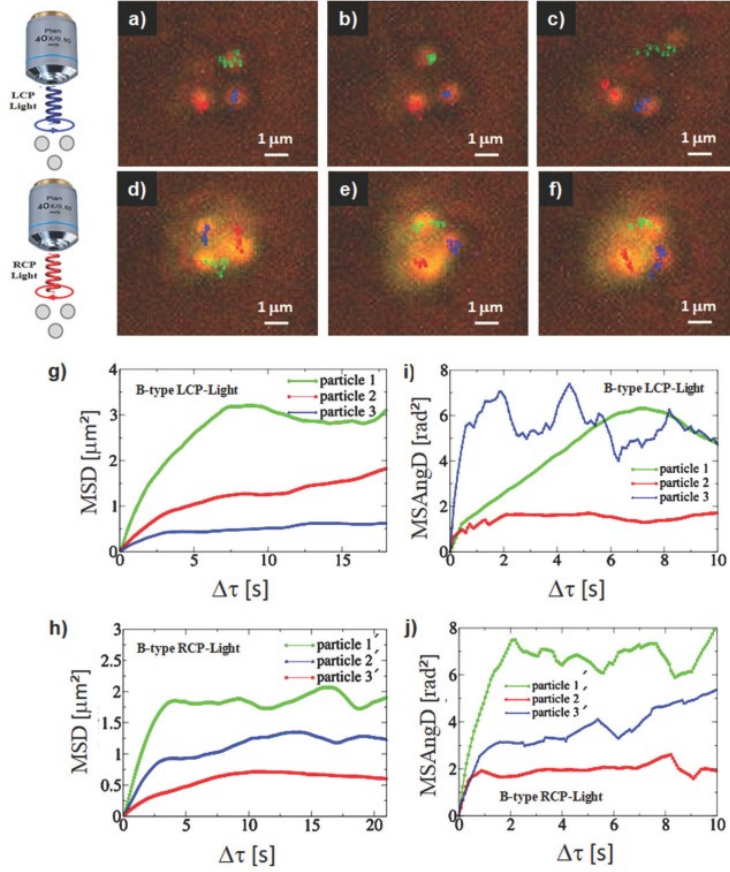 Plan
40X/0.60
LCP
Light
a)
1 µm
b)
1 µm
c)
1 µm
Plan
40X/0.60
RCP
Light
d)
1 µm
e)
1 µm
f)
1 µm
g)
B-type LCP-Light
particle 1
particle 2
particle 3
MSD [µm²]
4
3
2
1
0
0 5 10 15
Δτ [s]
i)
B-type LCP-Light
particle 1
particle 2
particle 3
MSAngD [rad²]
8
6
4
2
0
0 2 4 6 8 10
Δτ [s]
h)
B-type RCP-Light
particle 1′
particle 2′
particle 3′
MSD [µm²]
3
2.5
2
1.5
1
0.5
0
0 5 10 15 20
Δτ [s]
j)
particle 1′
particle 2′
particle 3′
B-type RCP-Light
MSAngD [rad²]
8
6
4
2
0
0 2 4 6 8 10
Δτ [s]